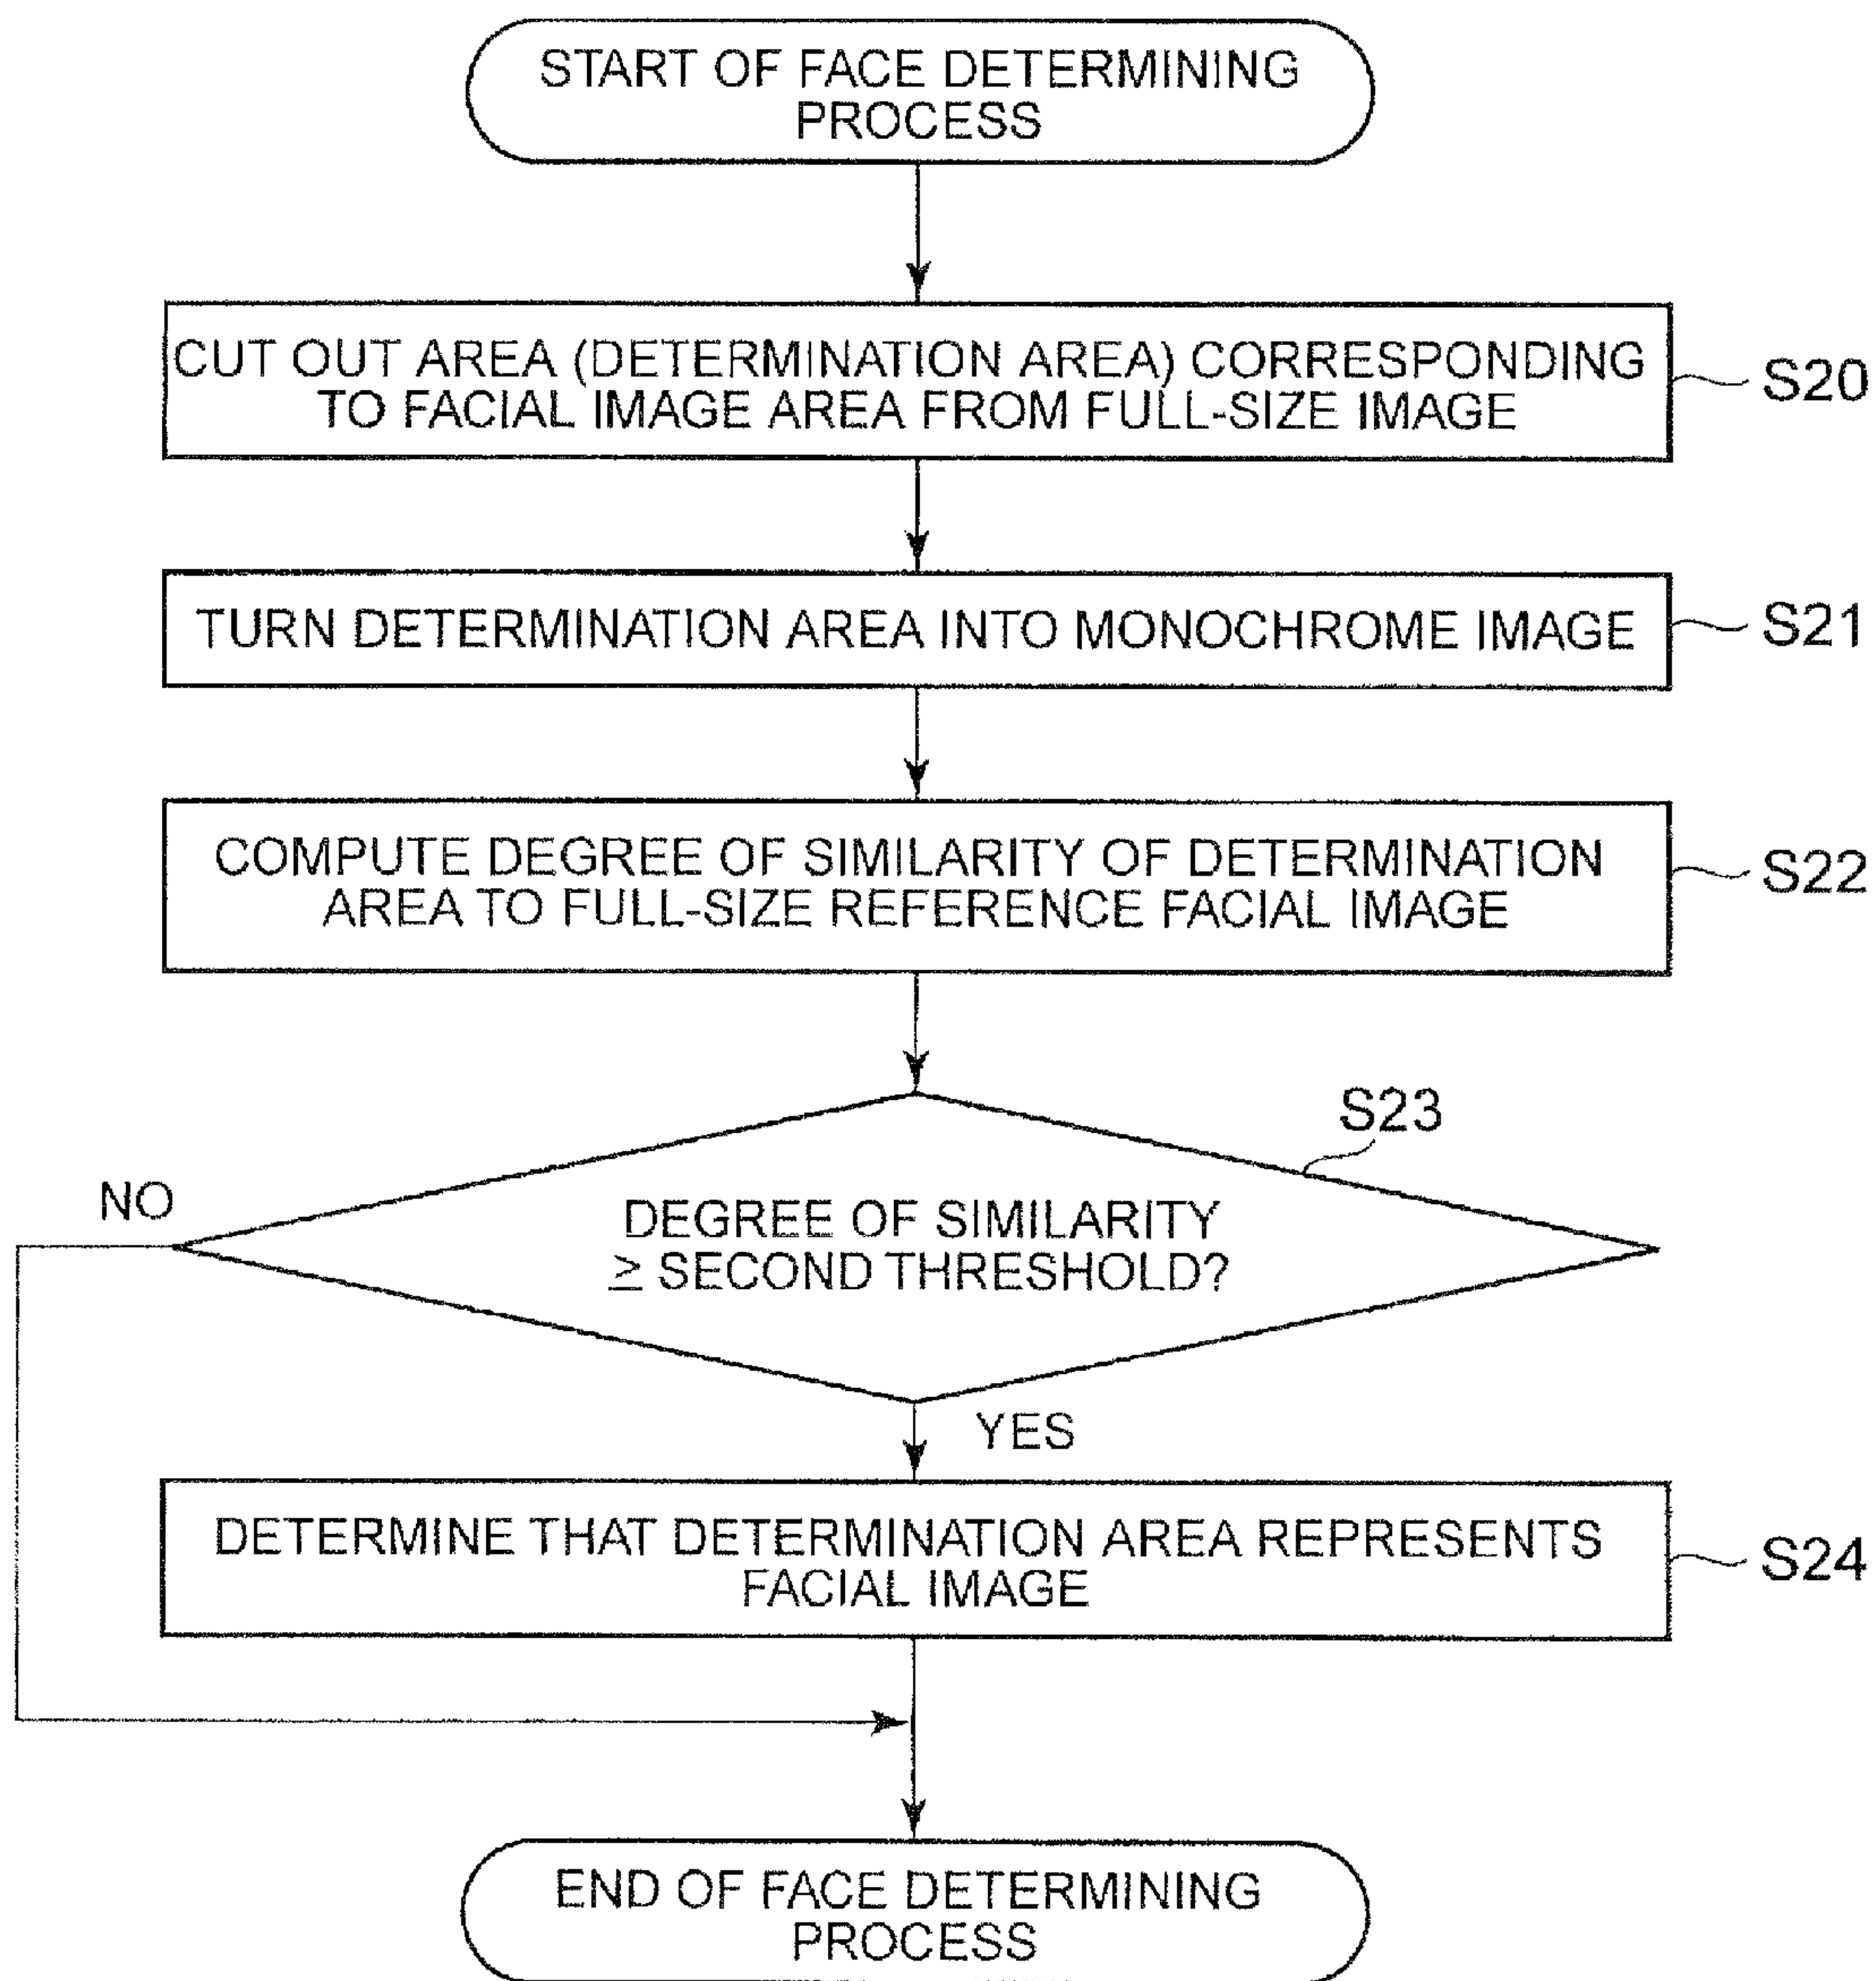 START OF FACE DETERMINING
PROCESS
CUT OUT AREA (DETERMINATION AREA) CORRESPONDING
TO FACIAL IMAGE AREA FROM FULL-SIZE IMAGE
S20
TURN DETERMINATION AREA INTO MONOCHROME IMAGE
S21
COMPUTE DEGREE OF SIMILARITY OF DETERMINATION
AREA TO FULL-SIZE REFERENCE FACIAL IMAGE
S22
S23
NO
DEGREE OF SIMILARITY
≥ SECOND THRESHOLD?
YES
DETERMINE THAT DETERMINATION AREA REPRESENTS
FACIAL IMAGE
S24
END OF FACE DETERMINING
PROCESS